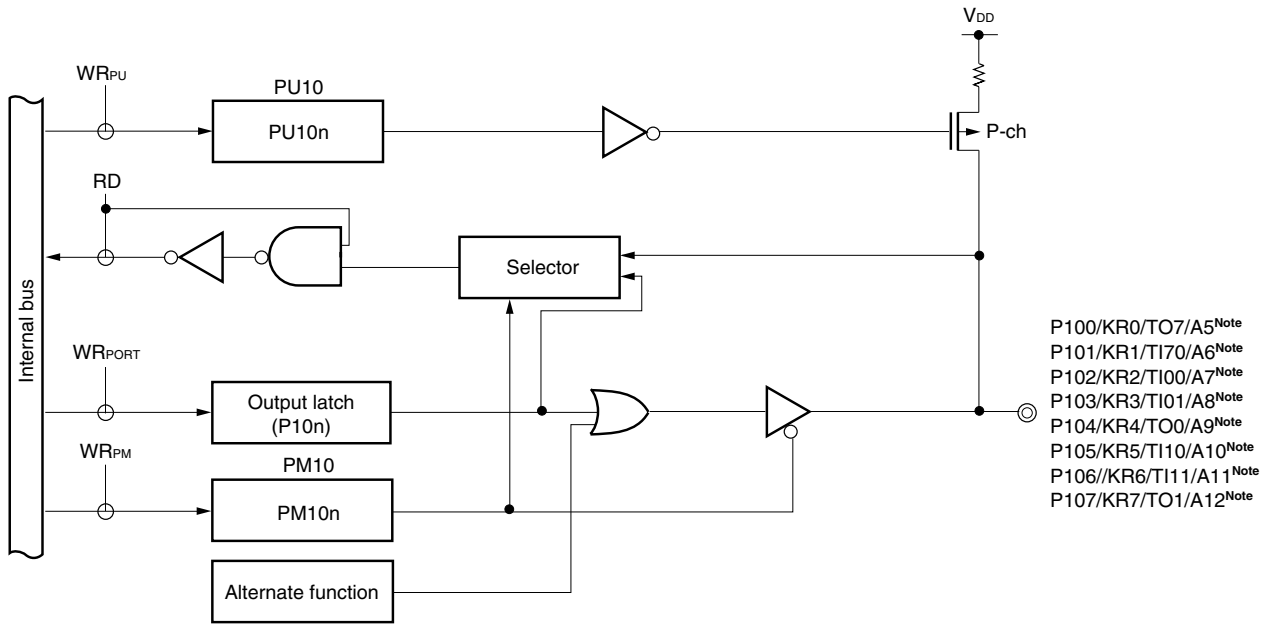 VDD
WRPU
PU10
PU10n
P-ch
RD
Selector
Internal bus
WRPORT
Output latch
(P10n)
WRPM
PM10
PM10n
Alternate function
P100/KR0/TO7/A5Note
P101/KR1/TI70/A6Note
P102/KR2/TI00/A7Note
P103/KR3/TI01/A8Note
P104/KR4/TO0/A9Note
P105/KR5/TI10/A10Note
P106//KR6/TI11/A11Note
P107/KR7/TO1/A12Note